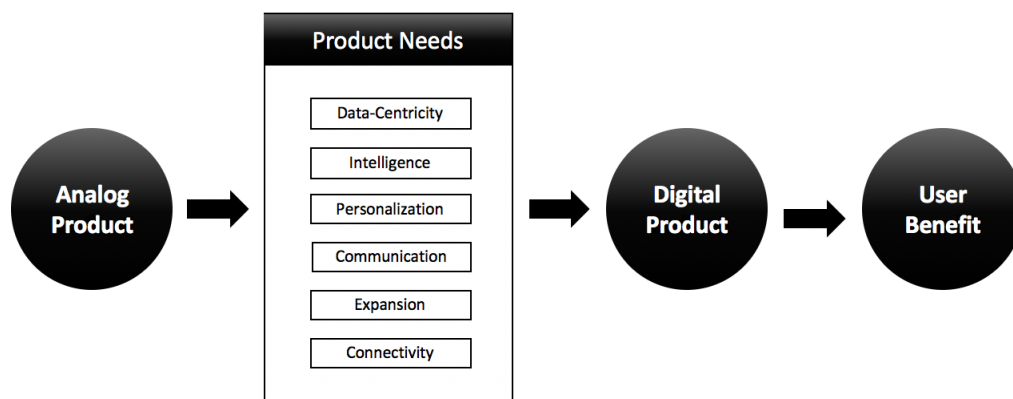 Product Needs
Analog
Product
Data-Centricity
Intelligence
Personalization
Communication
Expansion
Connectivity
Digital
Product
User
Benefit